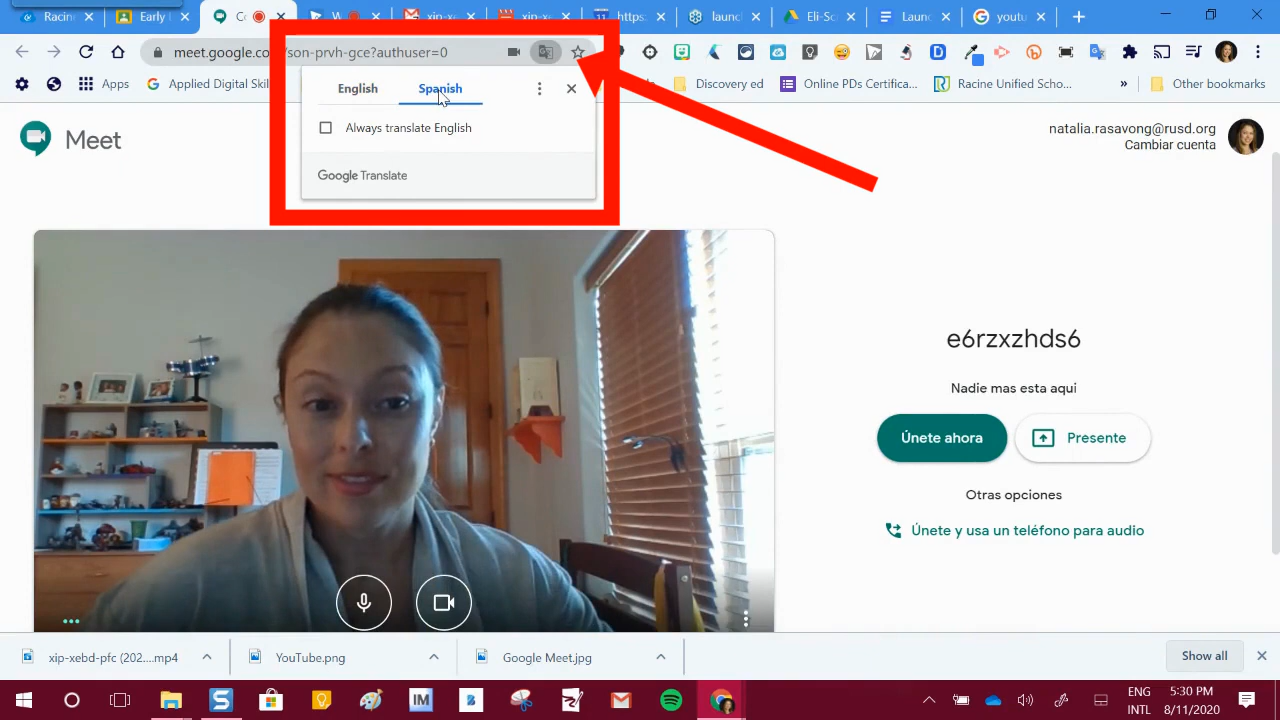 Racin
Early
Co
W
xip-xe
xip-xe
https:
launc
Eli-Sc
Launc
youtu
meet.google.co
/son-prvh-gce?authuser=0
Apps
Applied Digital Skil
Discovery ed
Online PDs Certifica...
Racine Unified Scho...
»
Other bookmarks
English
Spanish
Always translate English
Google Translate
Meet
natalia.rasavong@rusd.org
Cambiar cuenta
e6rzxzhds6
Nadie mas esta aqui
Únete ahora
Presente
Otras opciones
Únete y usa un teléfono para audio
xip-xebd-pfc (202....mp4
YouTube.png
Google Meet.jpg
Show all
ENG
INTL
5:30 PM
8/11/2020